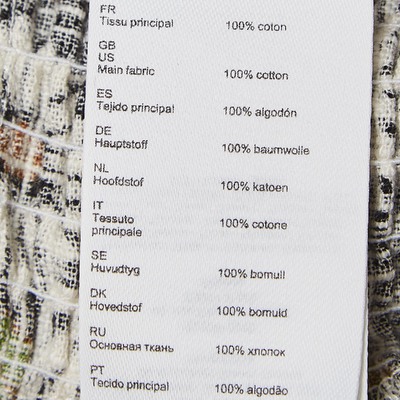 FR
Tissu principal 100% coton
GB
US
Main fabric 100% cotton
ES
Tejido principal 100% algodón
DE
Hauptstoff 100% baumwolle
NL
Hoofdstof 100% katoen
IT
Tessuto
principale 100% cotone
SE
Huvudtyg 100% bomull
DK
Hovedstof 100% bomuld
RU
Основная ткань 100% хлопок
PT
Tecido principal 100% algodão